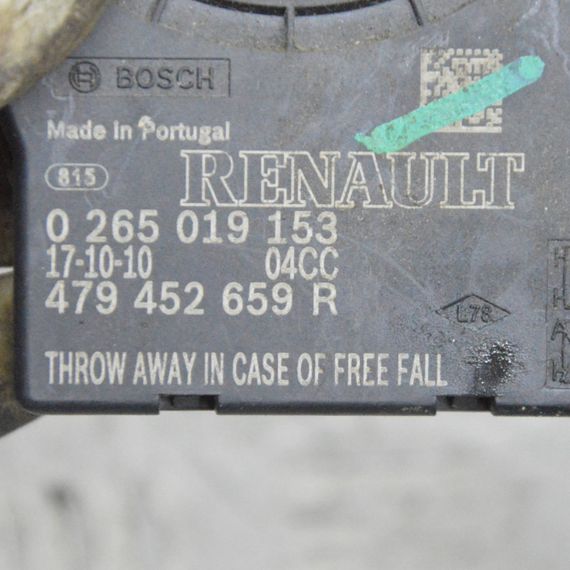 BOSCH
Made in Portugal
RENAULT
815
0 265 019 153
17-10-10 04CC
479 452 659 R
L78
THROW AWAY IN CASE OF FREE FALL